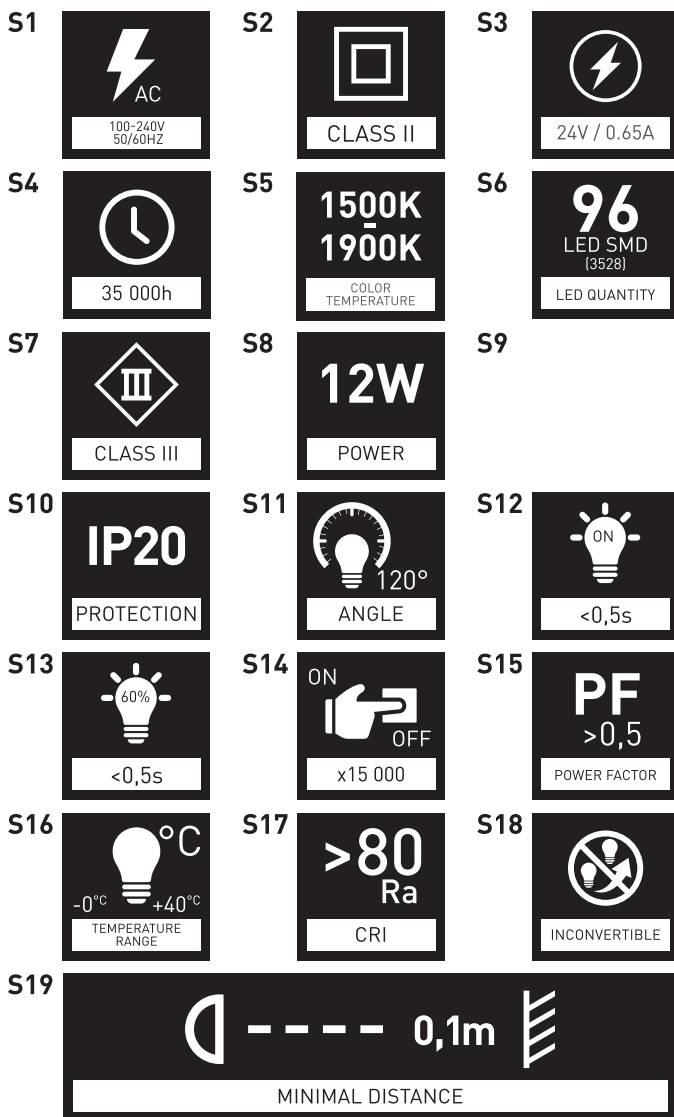 S1
AC
100-240V
50/60HZ
S2
CLASS II
S3
24V / 0.65A
S4
35 000h
S5
1500K
-
1900K
COLOR
TEMPERATURE
S6
96
LED SMD
(3528)
LED QUANTITY
S7
III
CLASS III
S8
12W
POWER
S9
S10
IP20
PROTECTION
S11
120°
ANGLE
S12
ON
<0,5s
S13
60%
<0,5s
S14
ON
OFF
x15 000
S15
PF
>0,5
POWER FACTOR
S16
°C
-0°C +40°C
TEMPERATURE
RANGE
S17
>80
Ra
CRI
S18
INCONVERTIBLE
S19
0,1m
MINIMAL DISTANCE